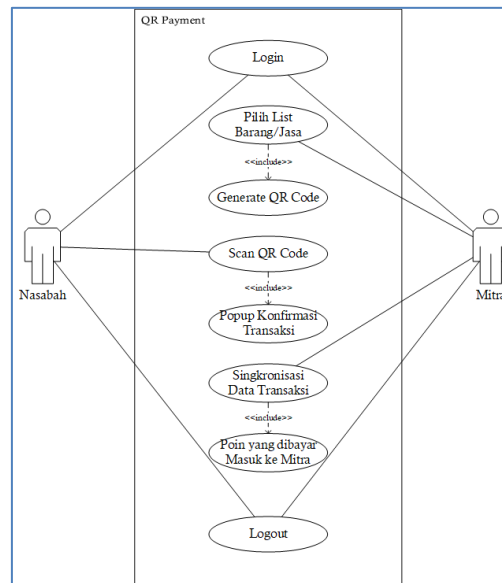 QR Payment
Login
Pilih List
Barang/Jasa
<<include>>
Generate QR Code
Scan QR Code
Nasabah
Mitra
<<include>>
Popup Konfirmasi
Transaksi
Singkronisasi
Data Transaksi
<<include>>
Poin yang dibayar
Masuk ke Mitra
Logout